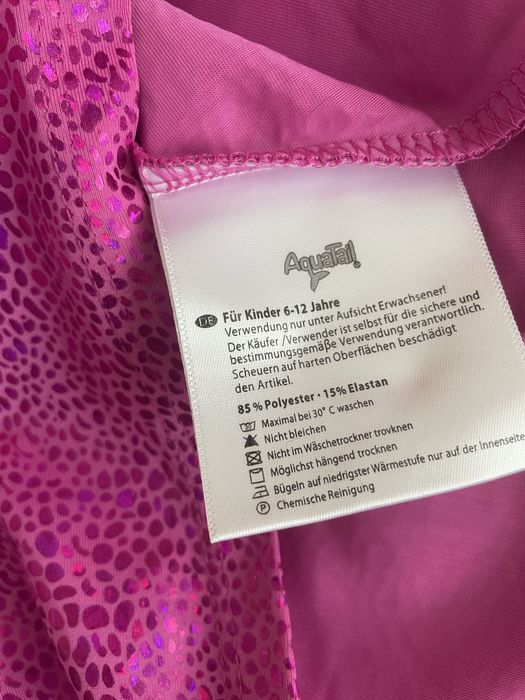 AquaTail!
DE Für Kinder 6-12 Jahre
Verwendung nur unter Aufsicht Erwachsener!
Der Käufer /Verwender ist selbst für die sichere und
bestimmungsgemäße Verwendung verantwortlich.
Scheuern auf harten Oberflächen beschädigt
den Artikel.
85% Polyester · 15% Elastan
Maximal bei 30° C waschen
Nicht bleichen
Nicht im Wäschetrockner trovknen
Möglichst hängend trocknen
Bügeln auf niedrigster Wärmestufe nur auf der Innenseite
P Chemische Reinigung